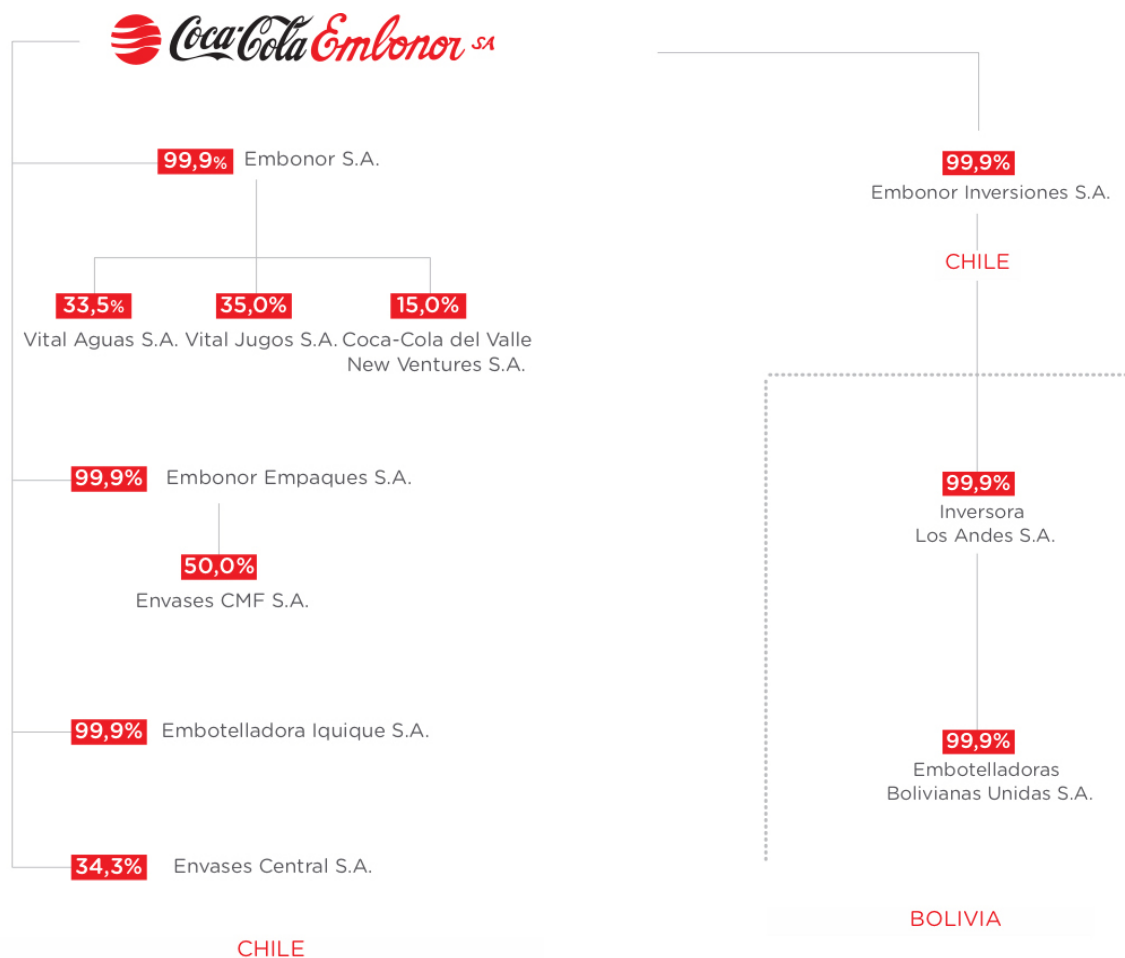 Coca-Cola Embonor SA
99,9% Embonor S.A.
33,5%
35,0%
15,0%
Vital Aguas S.A.
Vital Jugos S.A.
Coca-Cola del Valle
New Ventures S.A.
99,9% Embonor Empaques S.A.
50,0%
Envases CMF S.A.
99,9% Embotelladora Iquique S.A.
34,3% Envases Central S.A.
CHILE
99,9%
Embonor Inversiones S.A.
CHILE
99,9%
Inversora
Los Andes S.A.
99,9%
Embotelladoras
Bolivianas Unidas S.A.
BOLIVIA